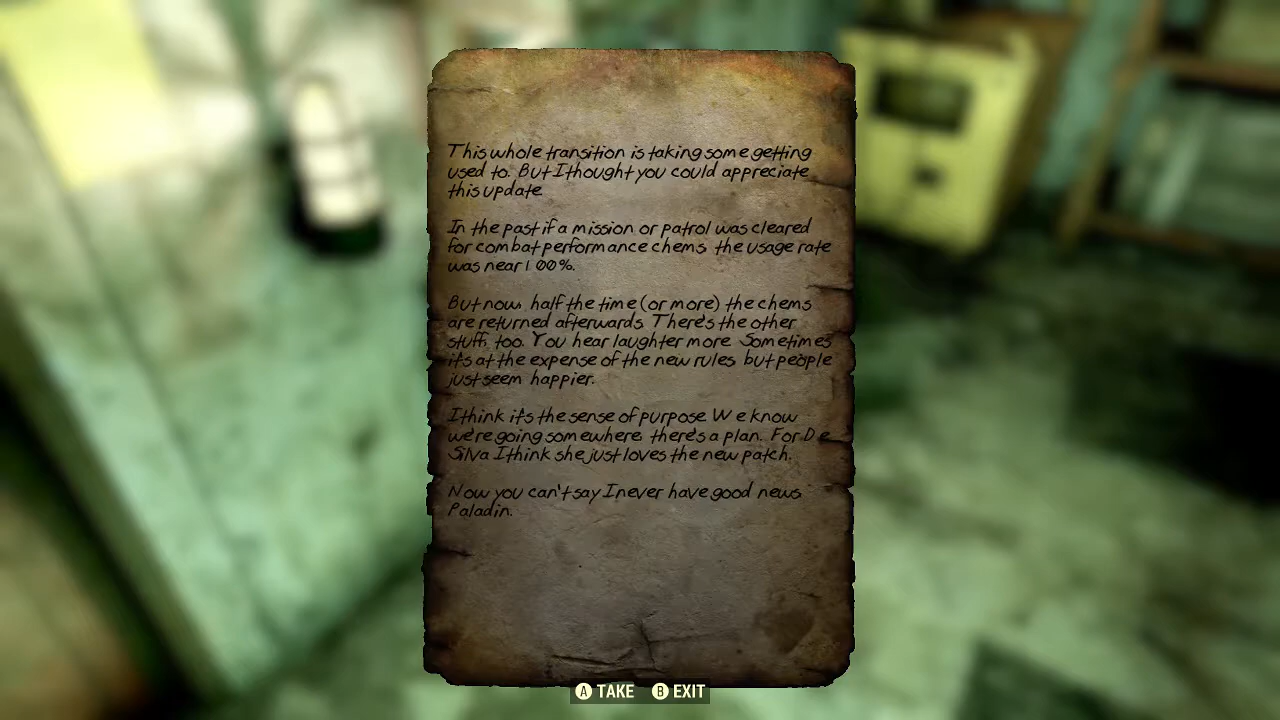 This whole transition is taking some getting
used to. But I thought you could appreciate
this update.
In the past if a mission or patrol was cleared
for combat performance chems, the usage rate
was near 100%.
But now, half the time (or more) the chems
are returned afterwards. There's the other
stuff, too. You hear laughter more. Sometimes
it's at the expense of the new rules, but people
just seem happier.
I think it's the sense of purpose. We know
we're going somewhere, there's a plan. For De
Silva I think she just loves the new patch.
Now you can't say I never have good news
Paladin.
A TAKE B EXIT